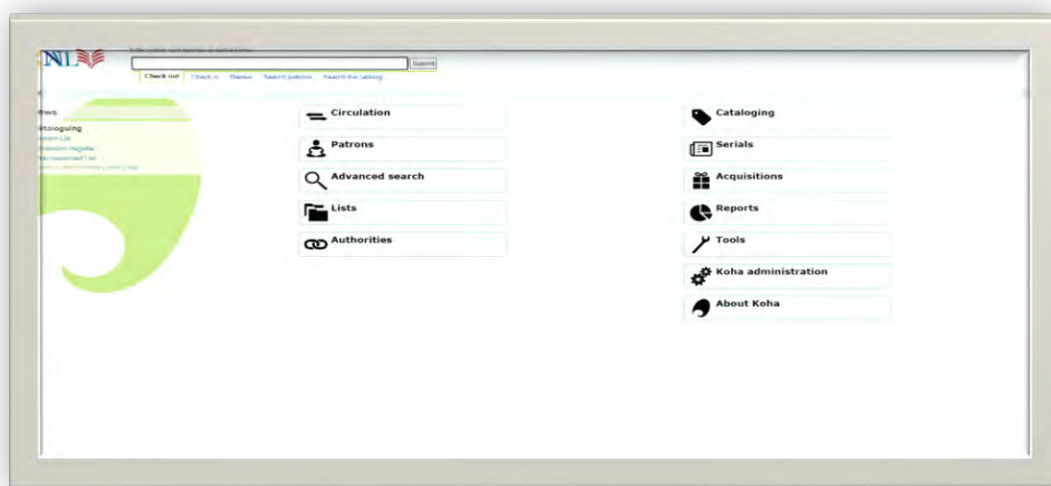 NNL
Submit
Check out Check in Renew Search patrons Search the catalog
Circulation
Patrons
Advanced search
Lists
Authorities
Cataloging
Serials
Acquisitions
Reports
Tools
Koha administration
About Koha